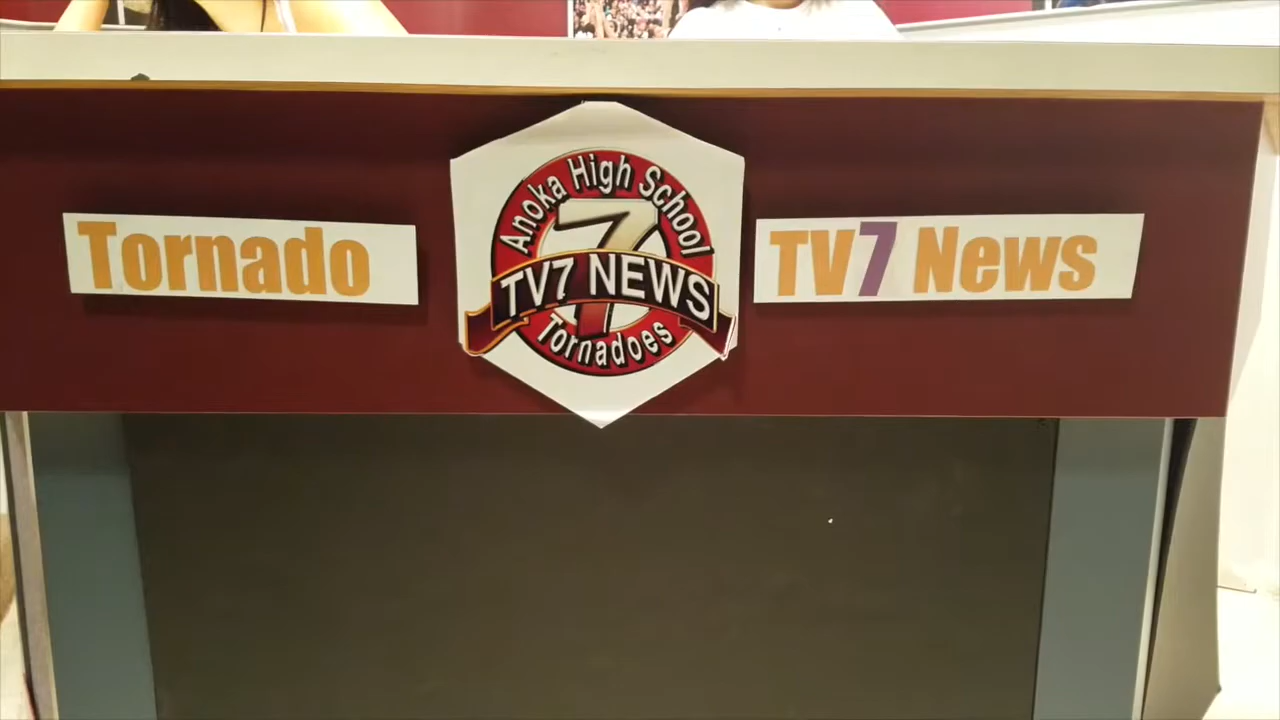 Tornado
Anoka High School
7
TV7 NEWS
Tornadoes
TV7 News